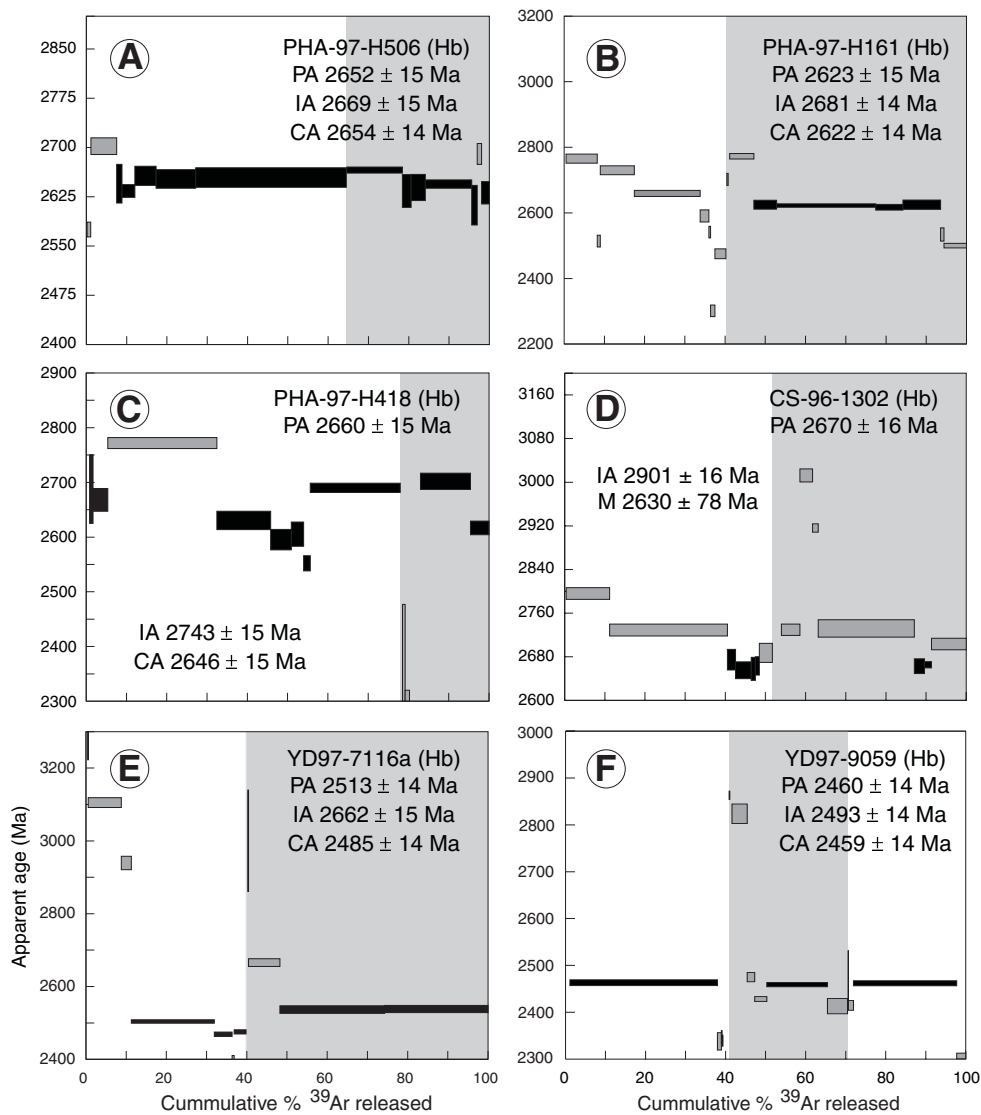 A
PHA-97-H506 (Hb)
PA 2652 ± 15 Ma
IA 2669 ± 15 Ma
CA 2654 ± 14 Ma
2850
2775
2700
2625
2550
2475
2400
B
PHA-97-H161 (Hb)
PA 2623 ± 15 Ma
IA 2681 ± 14 Ma
CA 2622 ± 14 Ma
3200
3000
2800
2600
2400
2200
C
PHA-97-H418 (Hb)
PA 2660 ± 15 Ma
IA 2743 ± 15 Ma
CA 2646 ± 15 Ma
2900
2800
2700
2600
2500
2400
2300
D
CS-96-1302 (Hb)
PA 2670 ± 16 Ma
IA 2901 ± 16 Ma
M 2630 ± 78 Ma
3160
3080
3000
2920
2840
2760
2680
2600
E
YD97-7116a (Hb)
PA 2513 ± 14 Ma
IA 2662 ± 15 Ma
CA 2485 ± 14 Ma
3200
3000
2800
2600
2400
Apparent age (Ma)
0 20 40 60 80 100
Cummulative % ³⁹Ar released
F
YD97-9059 (Hb)
PA 2460 ± 14 Ma
IA 2493 ± 14 Ma
CA 2459 ± 14 Ma
3000
2900
2800
2700
2600
2500
2400
2300
0 20 40 60 80 100
Cummulative % ³⁹Ar released